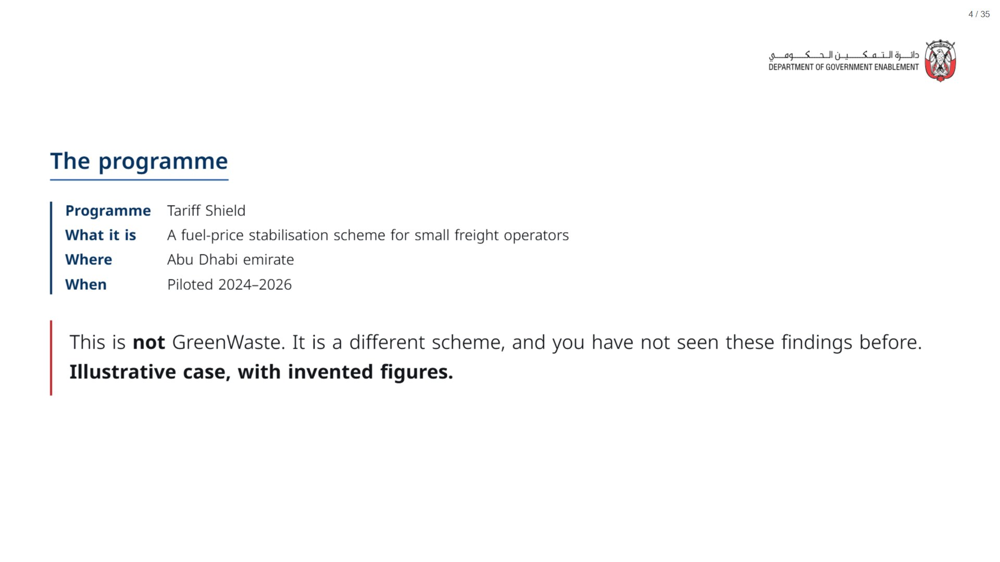 4 / 35
دائرة التمكين الحكومي
DEPARTMENT OF GOVERNMENT ENABLEMENT
The programme
Programme Tariff Shield
What it is A fuel-price stabilisation scheme for small freight operators
Where Abu Dhabi emirate
When Piloted 2024–2026
This is not GreenWaste. It is a different scheme, and you have not seen these findings before.
Illustrative case, with invented figures.